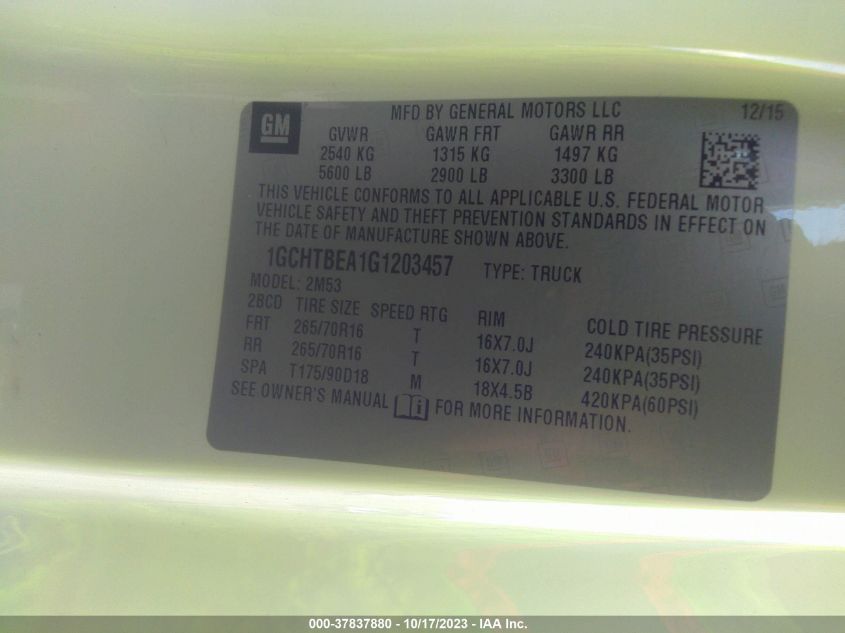 GM
MFD BY GENERAL MOTORS LLC 12/15
GVWR GAWR FRT GAWR RR
2540 KG 1315 KG 1497 KG
5600 LB 2900 LB 3300 LB
THIS VEHICLE CONFORMS TO ALL APPLICABLE U.S. FEDERAL MOTOR
VEHICLE SAFETY AND THEFT PREVENTION STANDARDS IN EFFECT ON
THE DATE OF MANUFACTURE SHOWN ABOVE.
1GCHTBEA1G1203457 TYPE: TRUCK
MODEL: 2M53
2BCD TIRE SIZE SPEED RTG RIM COLD TIRE PRESSURE
FRT 265/70R16 T 16X7.0J 240KPA(35PSI)
RR 265/70R16 T 16X7.0J 240KPA(35PSI)
SPA T175/90D18 M 18X4.5B 420KPA(60PSI)
SEE OWNER'S MANUAL FOR MORE INFORMATION.
000-37837880 - 10/17/2023 - IAA Inc.